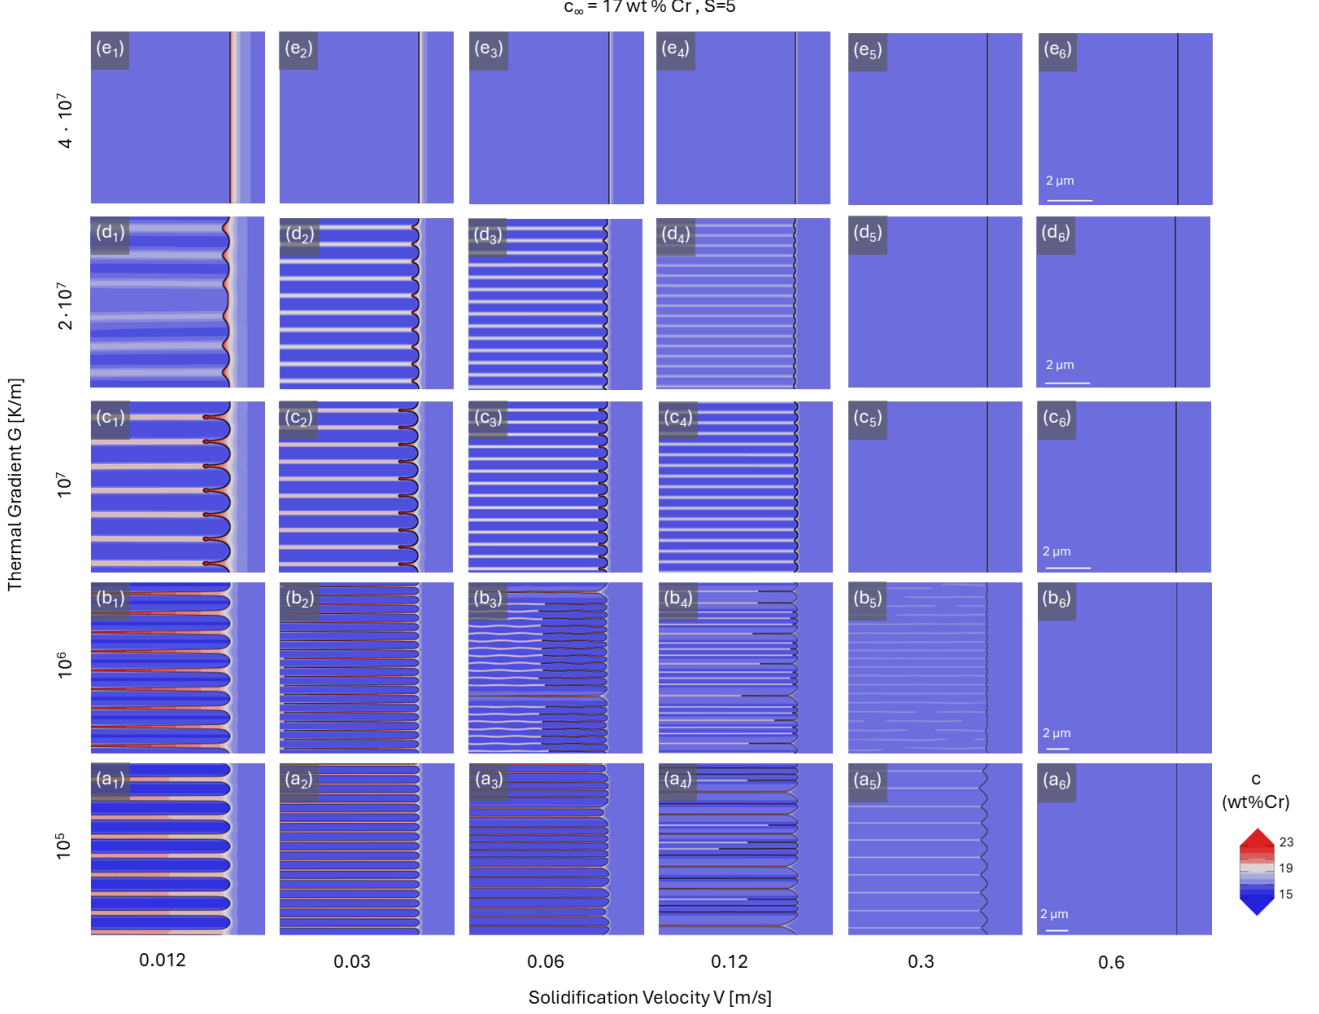 c∞ = 17 wt % Cr , S=5
(e₁) (e₂) (e₃) (e₄) (e₅) (e₆)
4 · 10⁷
2 µm
(d₁) (d₂) (d₃) (d₄) (d₅) (d₆)
2·10⁷
2 µm
(c₁) (c₂) (c₃) (c₄) (c₅) (c₆)
10⁷
2 µm
(b₁) (b₂) (b₃) (b₄) (b₅) (b₆)
10⁶
2 µm
(a₁) (a₂) (a₃) (a₄) (a₅) (a₆)
10⁵
2 µm
Thermal Gradient G [K/m]
c
(wt%Cr)
23
19
15
0.012 0.03 0.06 0.12 0.3 0.6
Solidification Velocity V [m/s]